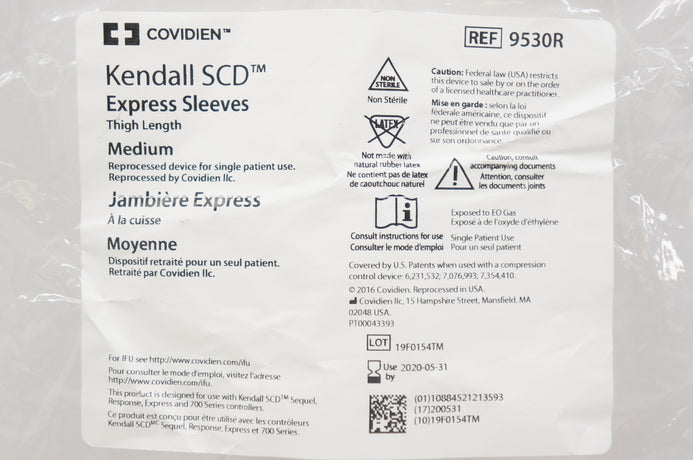 COVIDIEN™
REF 9530R
Kendall SCD™
Express Sleeves
Thigh Length
Medium
Reprocessed device for single patient use.
Reprocessed by Covidien llc.
Jambière Express
À la cuisse
Moyenne
Dispositif retraité pour un seul patient.
Retraité par Covidien llc.
For IFU see http://www.covidien.com/ifu
Pour consulter le mode d'emploi, visitez l'adresse
http://www.covidien.com/ifu.
This product is designed for use with Kendall SCD™ Sequel,
Response, Express and 700 Series controllers.
Ce produit est conçu pour être utilisé avec les contrôleurs
Kendall SCDMC Sequel, Response, Express et 700 Series.
NON
STERILE
Non Stérile
LATEX
Not made with
natural rubber latex
Ne contient pas de latex
de caoutchouc naturel
Consult instructions for use
Consulter le mode d'emploi
Caution: Federal law (USA) restricts
this device to sale by or on the order
of a licensed healthcare practitioner.
Mise en garde : selon la loi
fédérale américaine, ce dispositif
ne peut être vendu que par un
professionnel de santé qualifié ou
sur son ordonnance.
Caution, consult
accompanying documents
Attention, consulter
les documents joints
Exposed to EO Gas
Exposé à de l'oxyde d'éthylène
Single Patient Use
Pour un seul patient
Covered by U.S. Patents when used with a compression
control device: 6,231,532; 7,076,993; 7,354,410.
© 2016 Covidien. Reprocessed in USA.
Covidien llc, 15 Hampshire Street, Mansfield, MA
02048 USA.
PT00043393
LOT 19F0154TM
Use 2020-05-31
by
(01)10884521213593
(17)200531
(10)19F0154TM